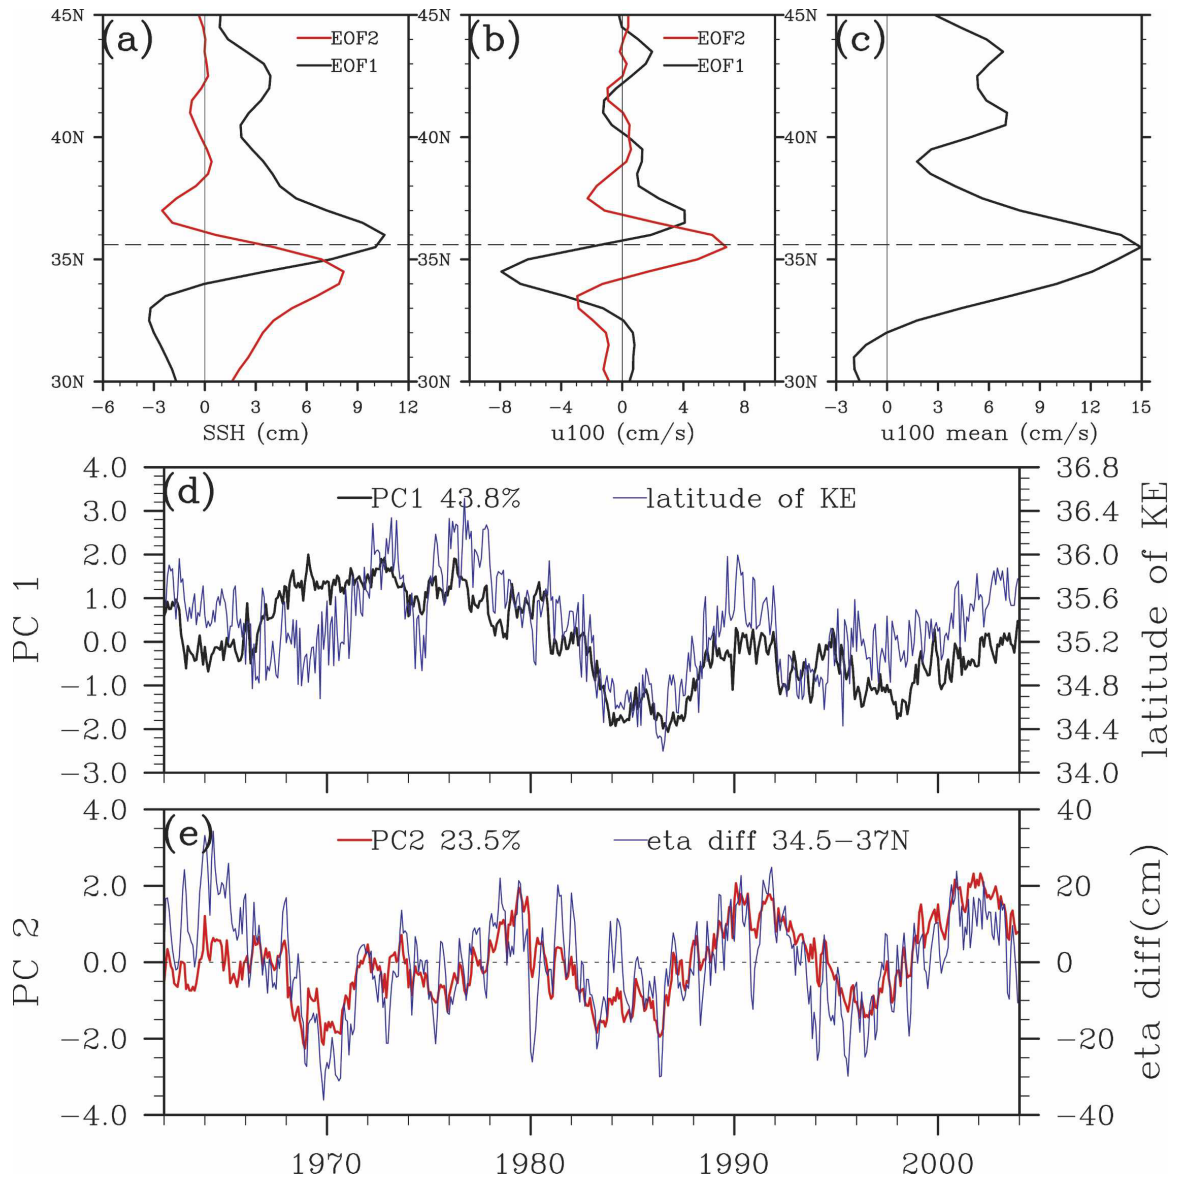 (a)
EOF2
EOF1
45N
40N
35N
30N
−6 −3 0 3 6 9 12
SSH (cm)
(b)
EOF2
EOF1
45N
40N
35N
30N
−8 −4 0 4 8
u100 (cm/s)
(c)
45N
40N
35N
30N
−3 0 3 6 9 12 15
u100 mean (cm/s)
(d)
PC1 43.8%
latitude of KE
4.0
3.0
2.0
1.0
0.0
−1.0
−2.0
−3.0
PC 1
36.8
36.4
36.0
35.6
35.2
34.8
34.4
34.0
latitude of KE
(e)
PC2 23.5%
eta diff 34.5−37N
4.0
2.0
0.0
−2.0
−4.0
PC 2
40
20
0
−20
−40
eta diff(cm)
1970 1980 1990 2000